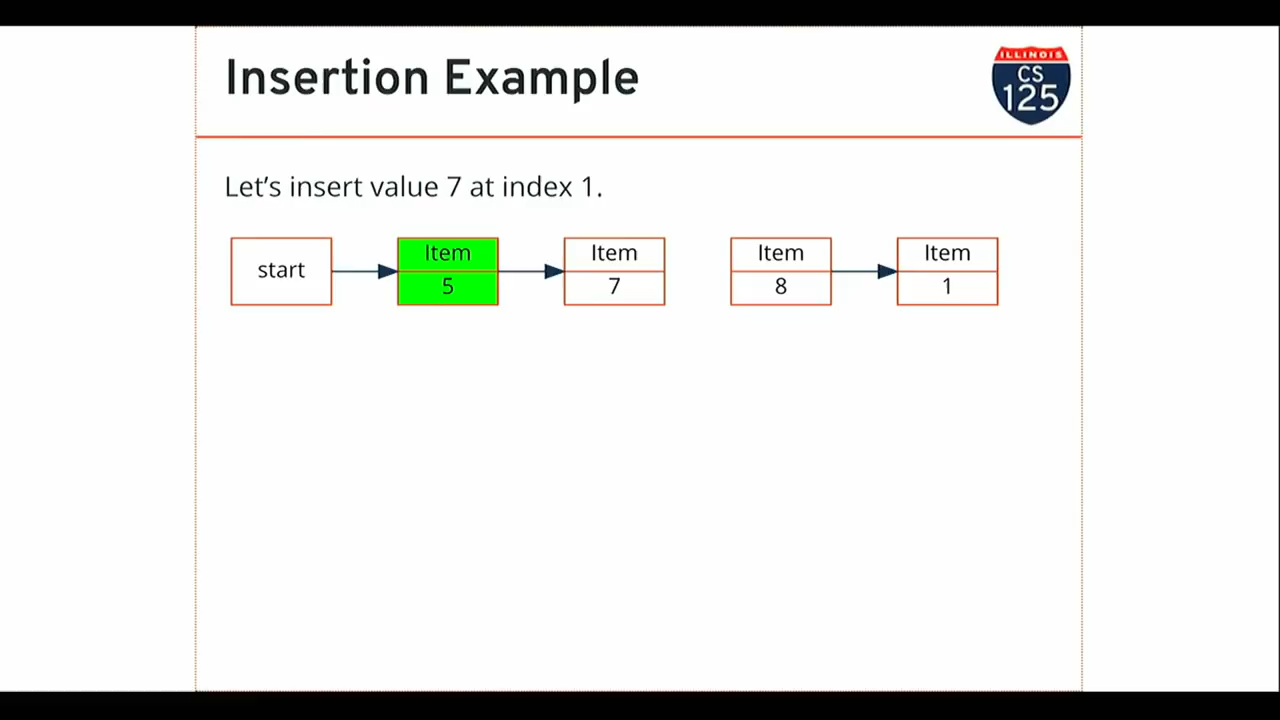 Insertion Example
ILLINOIS
CS
125
Let's insert value 7 at index 1.
start
Item
5
Item
7
Item
8
Item
1